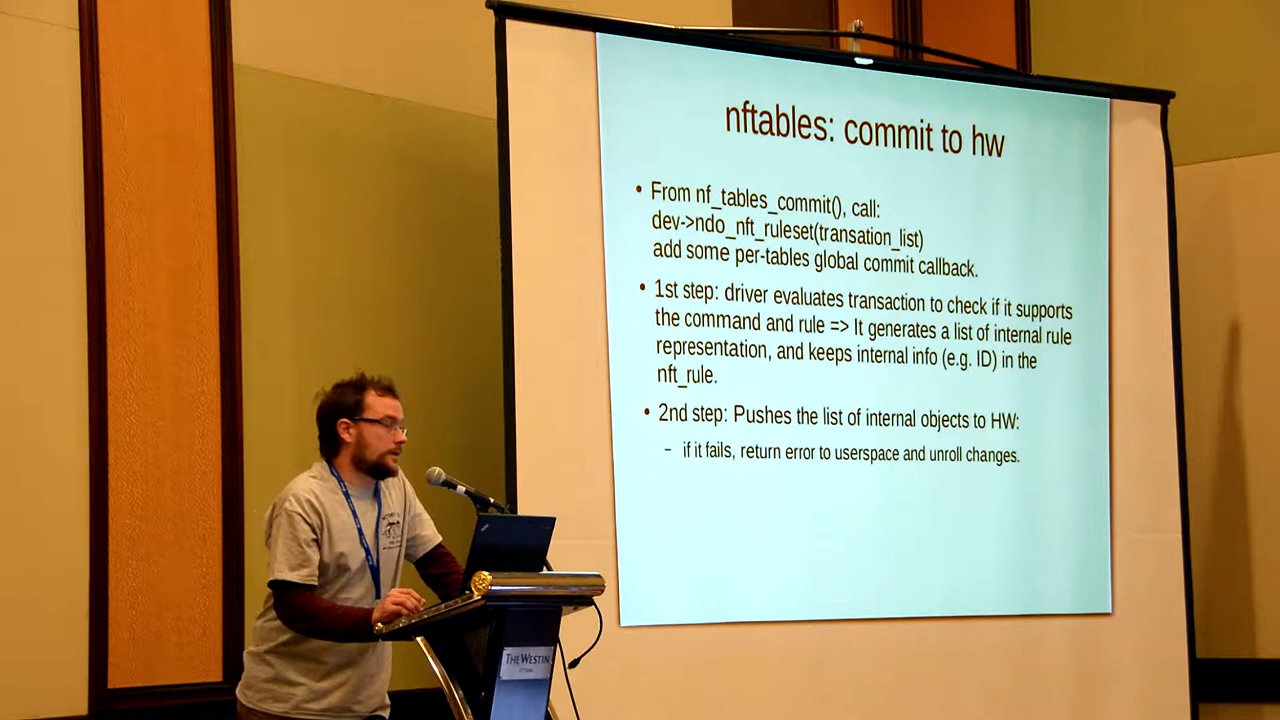 nftables: commit to hw
• From nf_tables_commit(), call:
dev->ndo_nft_ruleset(transation_list)
add some per-tables global commit callback.
• 1st step: driver evaluates transaction to check if it supports
the command and rule => It generates a list of internal rule
representation, and keeps internal info (e.g. ID) in the
nft_rule.
• 2nd step: Pushes the list of internal objects to HW:
– if it fails, return error to userspace and unroll changes.
THE WESTIN